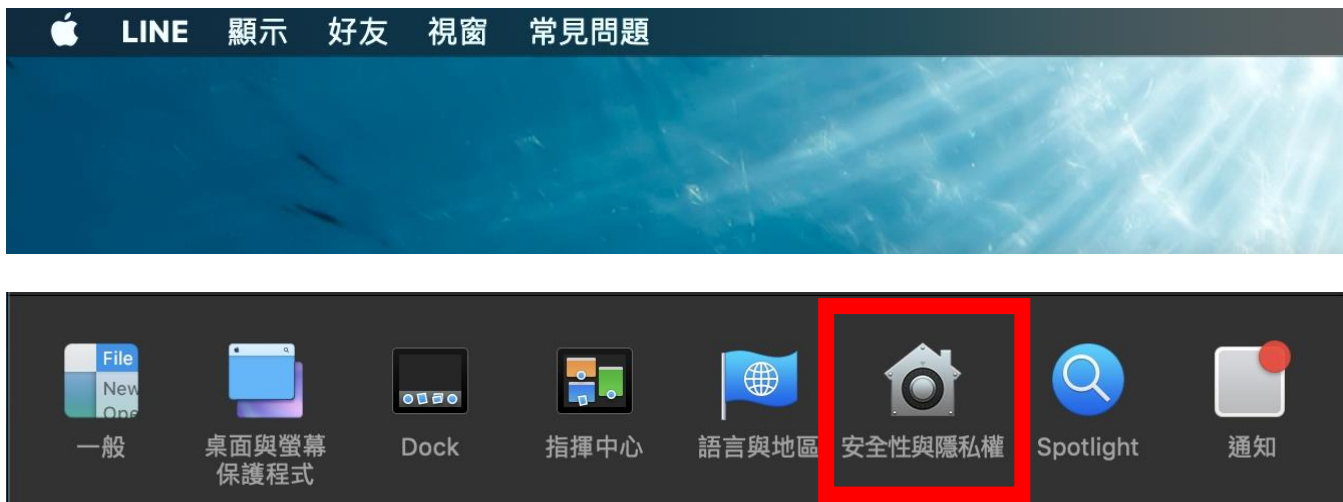 LINE 顯示 好友 視窗 常見問題
File
New
Ope
一般 桌面與螢幕 Dock 指揮中心 語言與地區 安全性與隱私權 Spotlight 通知
保護程式